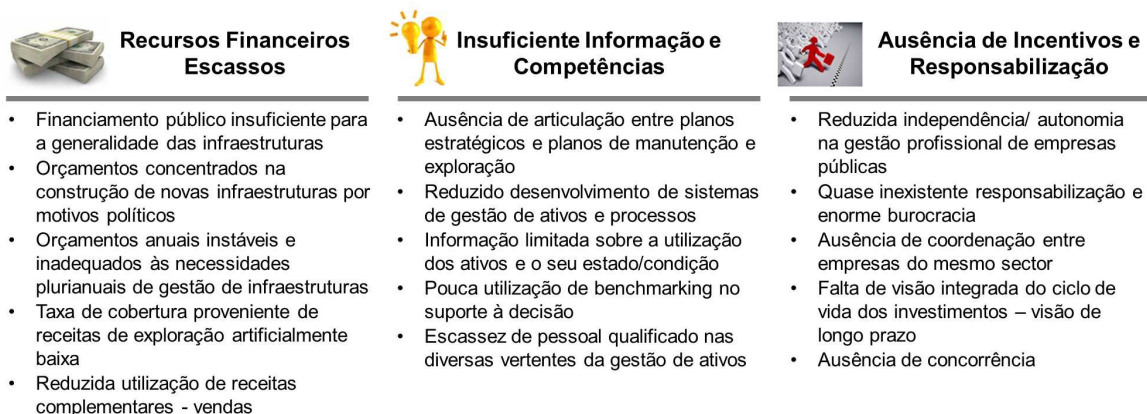 Recursos Financeiros
Escassos
• Financiamento público insuficiente para
a generalidade das infraestruturas
• Orçamentos concentrados na
construção de novas infraestruturas por
motivos políticos
• Orçamentos anuais instáveis e
inadequados às necessidades
plurianuais de gestão de infraestruturas
• Taxa de cobertura proveniente de
receitas de exploração artificialmente
baixa
• Reduzida utilização de receitas
complementares - vendas
Insuficiente Informação e
Competências
• Ausência de articulação entre planos
estratégicos e planos de manutenção e
exploração
• Reduzido desenvolvimento de sistemas
de gestão de ativos e processos
• Informação limitada sobre a utilização
dos ativos e o seu estado/condição
• Pouca utilização de benchmarking no
suporte à decisão
• Escassez de pessoal qualificado nas
diversas vertentes da gestão de ativos
Ausência de Incentivos e
Responsabilização
• Reduzida independência/ autonomia
na gestão profissional de empresas
públicas
• Quase inexistente responsabilização e
enorme burocracia
• Ausência de coordenação entre
empresas do mesmo sector
• Falta de visão integrada do ciclo de
vida dos investimentos – visão de
longo prazo
• Ausência de concorrência